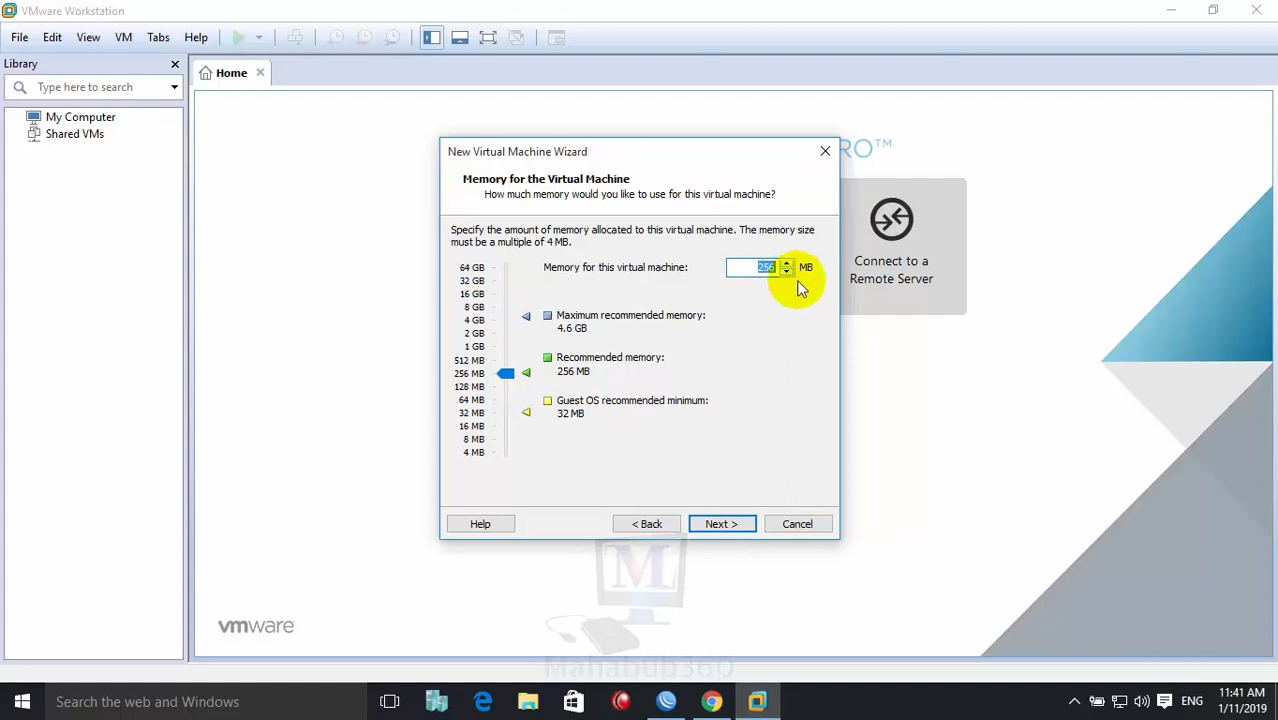 VMware Workstation
File Edit View VM Tabs Help
Library
Home
Type here to search
My Computer
Shared VMs
RO™
Connect to a
Remote Server
New Virtual Machine Wizard
Memory for the Virtual Machine
How much memory would you like to use for this virtual machine?
Specify the amount of memory allocated to this virtual machine. The memory size
must be a multiple of 4 MB.
64 GB
32 GB
16 GB
8 GB
4 GB
2 GB
1 GB
512 MB
256 MB
128 MB
64 MB
32 MB
16 MB
8 MB
4 MB
Memory for this virtual machine: 256 MB
Maximum recommended memory:
4.6 GB
Recommended memory:
256 MB
Guest OS recommended minimum:
32 MB
Help < Back Next > Cancel
M
Mahabub360
vmware
Search the web and Windows
ENG
11:41 AM
1/11/2019